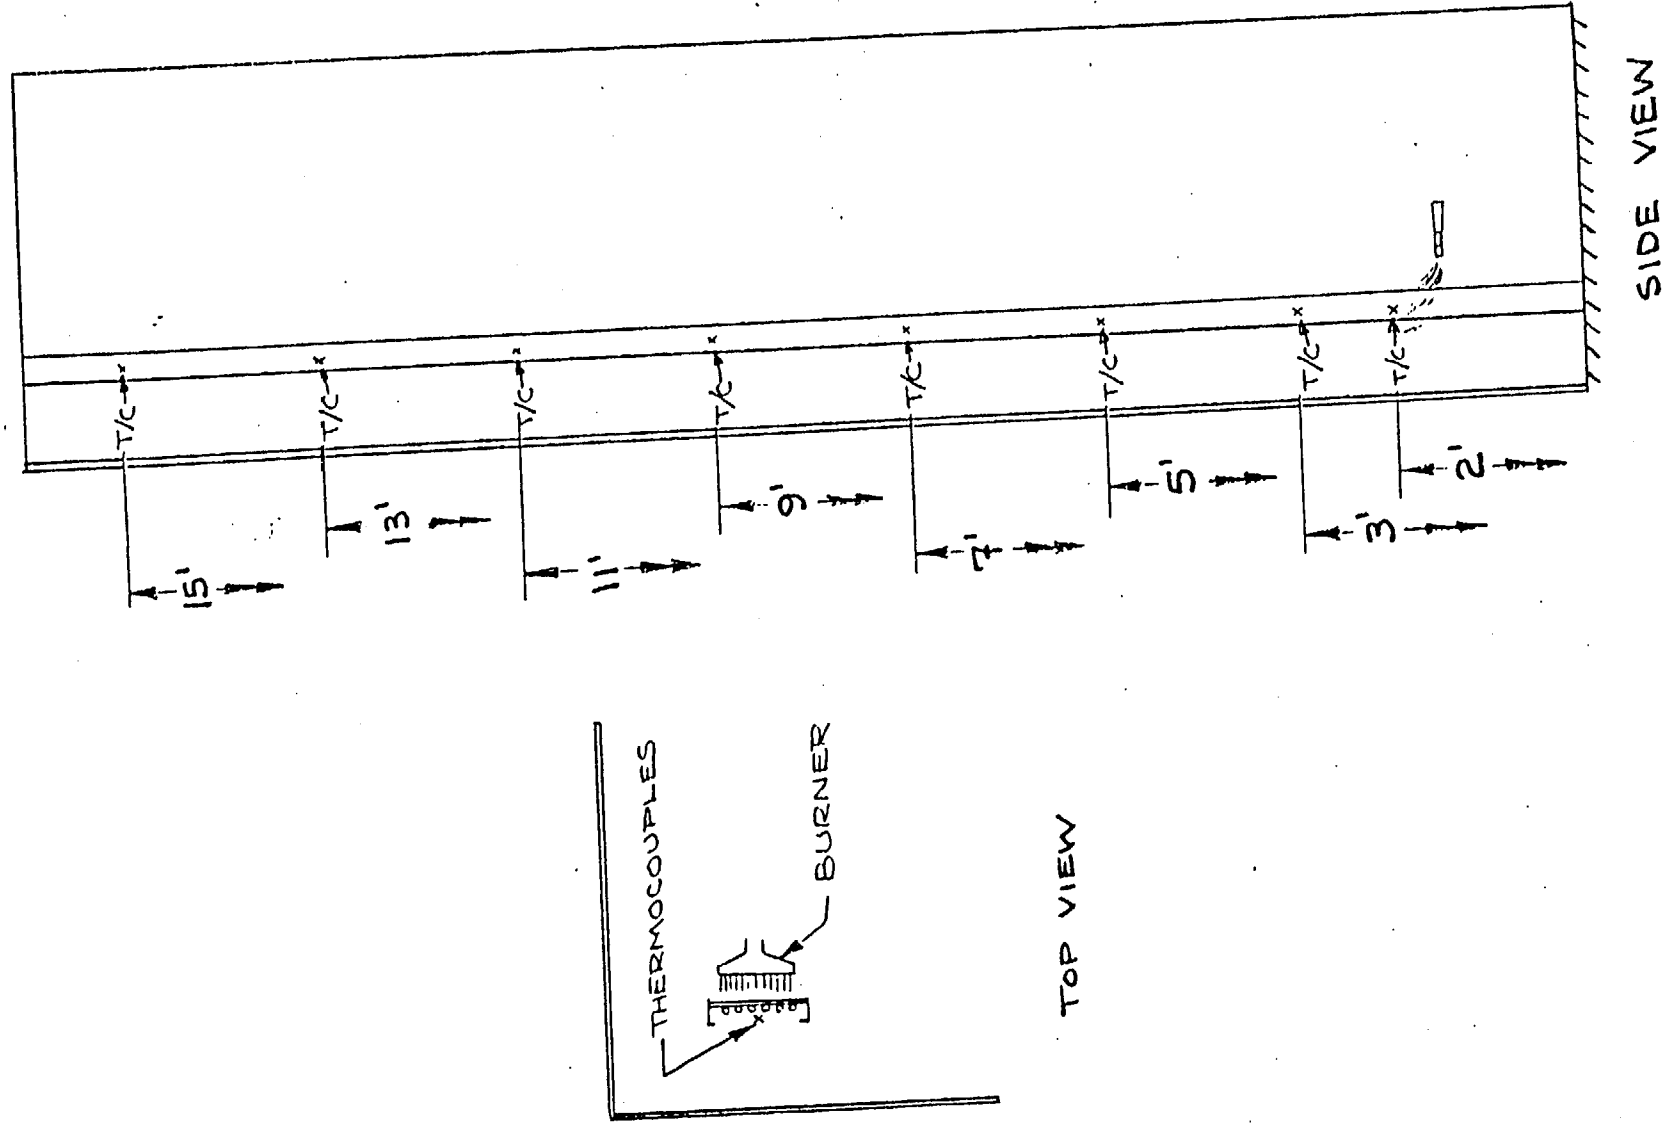 T/C
T/C
T/C
T/C
T/C
T/C
T/C
T/C
15'
13'
11'
9'
7'
5'
3'
2'
SIDE VIEW
THERMOCOUPLES
BURNER
TOP VIEW